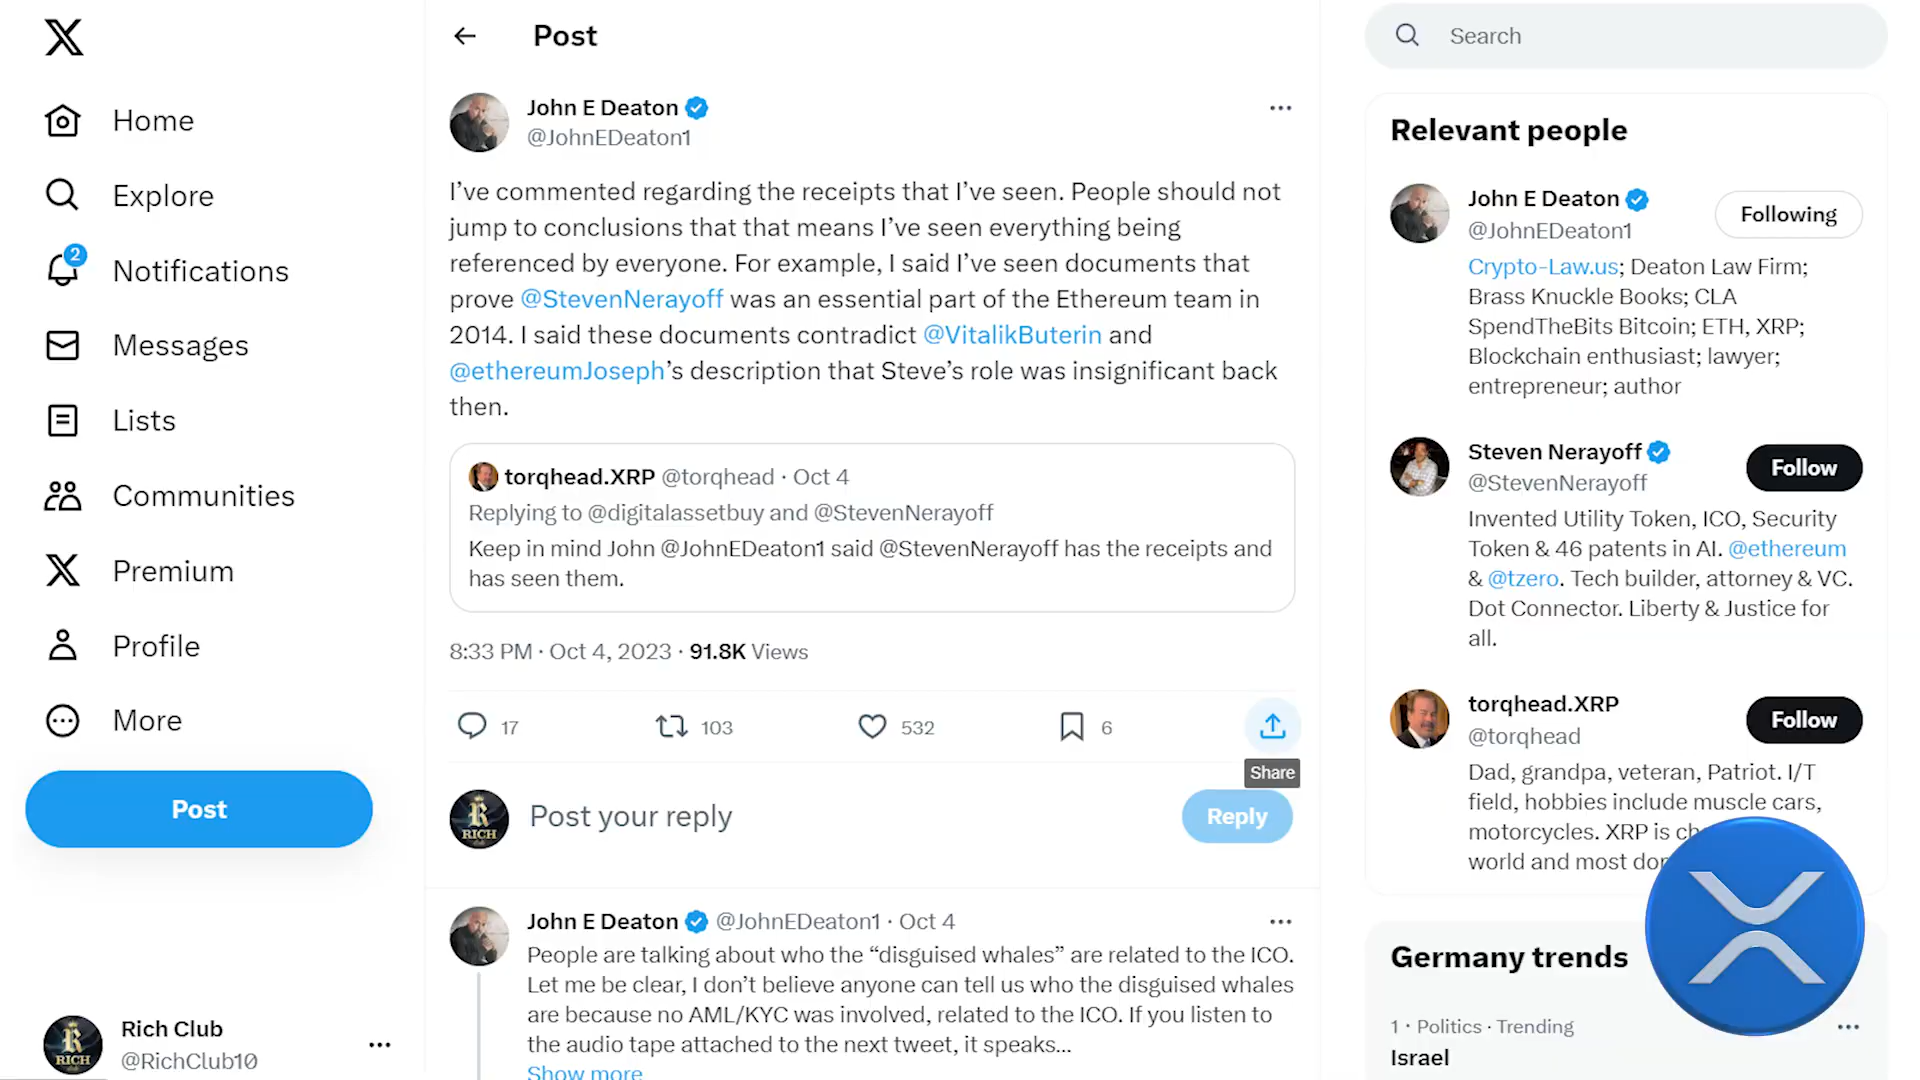 Home
Explore
2
Notifications
Messages
Lists
Communities
Premium
Profile
More
Post
RICH
Rich Club
@RichClub10
Post
John E Deaton
@JohnEDeaton1
I've commented regarding the receipts that I've seen. People should not
jump to conclusions that that means I've seen everything being
referenced by everyone. For example, I said I've seen documents that
prove @StevenNerayoff was an essential part of the Ethereum team in
2014. I said these documents contradict @VitalikButerin and
@ethereumJoseph's description that Steve's role was insignificant back
then.
torqhead.XRP @torqhead · Oct 4
Replying to @digitalassetbuy and @StevenNerayoff
Keep in mind John @JohnEDeaton1 said @StevenNerayoff has the receipts and
has seen them.
8:33 PM · Oct 4, 2023 · 91.8K Views
17 103 532 6
Share
RICH
Post your reply
Reply
John E Deaton @JohnEDeaton1 · Oct 4
People are talking about who the “disguised whales” are related to the ICO.
Let me be clear, I don't believe anyone can tell us who the disguised whales
are because no AML/KYC was involved, related to the ICO. If you listen to
the audio tape attached to the next tweet, it speaks...
Show more
Search
Relevant people
John E Deaton
@JohnEDeaton1
Following
Crypto-Law.us; Deaton Law Firm;
Brass Knuckle Books; CLA
SpendTheBits Bitcoin; ETH, XRP;
Blockchain enthusiast; lawyer;
entrepreneur; author
Steven Nerayoff
@StevenNerayoff
Follow
Invented Utility Token, ICO, Security
Token & 46 patents in AI. @ethereum
& @tzero. Tech builder, attorney & VC.
Dot Connector. Liberty & Justice for
all.
torqhead.XRP
@torqhead
Follow
Dad, grandpa, veteran, Patriot. I/T
field, hobbies include muscle cars,
motorcycles. XRP is
world and most
Germany trends
1 · Politics · Trending
Israel